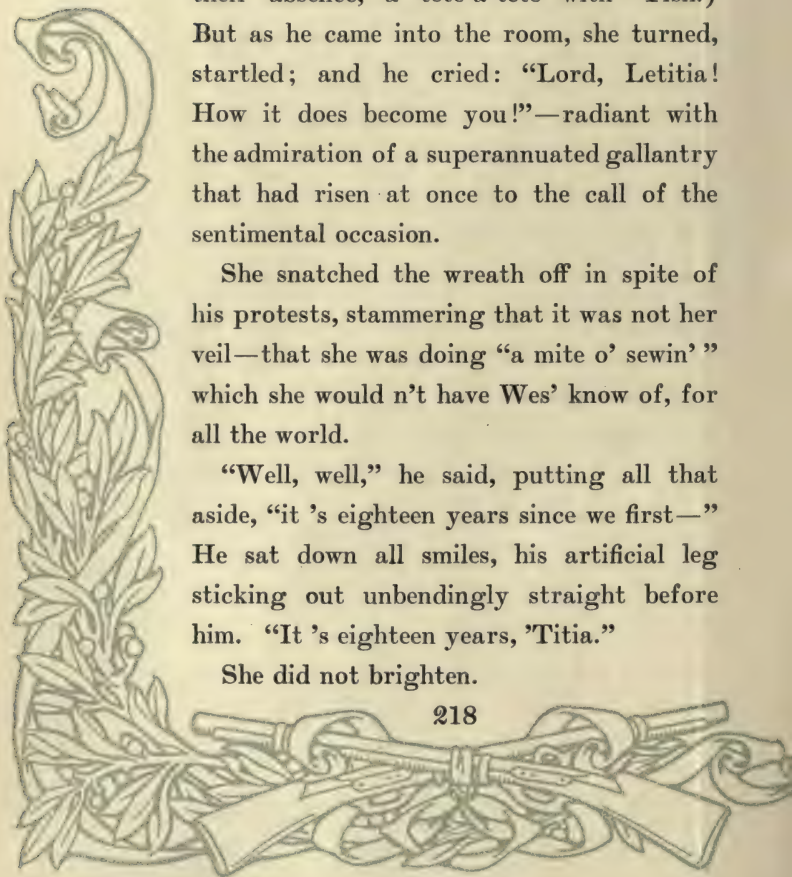 But as he came into the room, she turned,
startled; and he cried: “Lord, Letitia!
How it does become you!”—radiant with
the admiration of a superannuated gallantry
that had risen at once to the call of the
sentimental occasion.
She snatched the wreath off in spite of
his protests, stammering that it was not her
veil—that she was doing “a mite o’ sewin’ ”
which she would n’t have Wes’ know of, for
all the world.
“Well, well,” he said, putting all that
aside, “it ’s eighteen years since we first—”
He sat down all smiles, his artificial leg
sticking out unbendingly straight before
him. “It ’s eighteen years, ’Titia.”
She did not brighten.
218